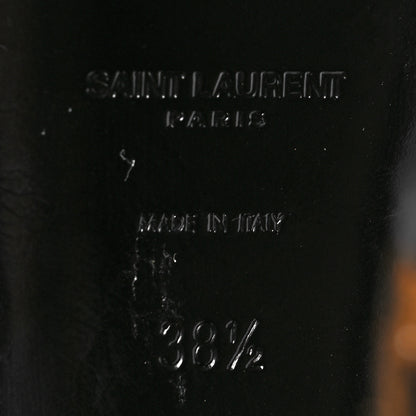 SAINT LAURENT
PARIS
MADE IN ITALY
38½